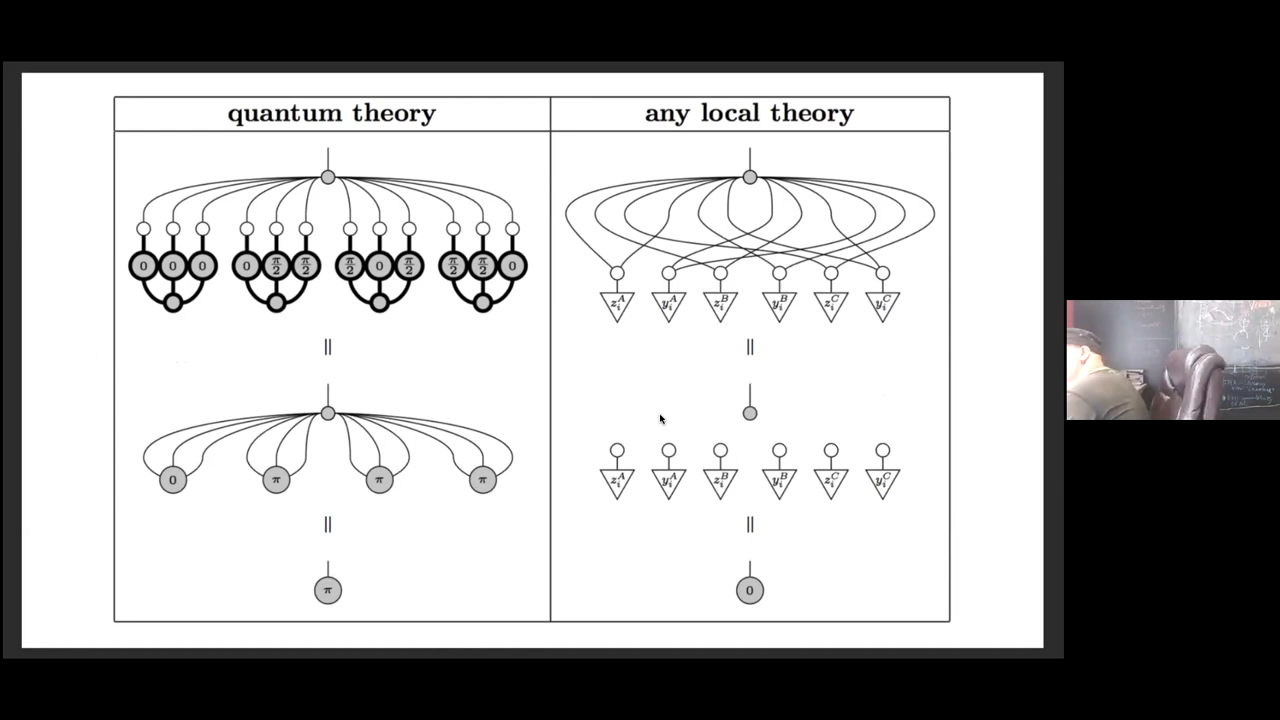 quantum theory
any local theory
0 0 0 0 π/2 π/2 π/2 0 π/2 π/2 π/2 0
z_i^A y_i^A z_i^B y_i^B z_i^C y_i^C
||
||
0 π π π
z_i^A y_i^A z_i^B y_i^B z_i^C y_i^C
||
||
π
0